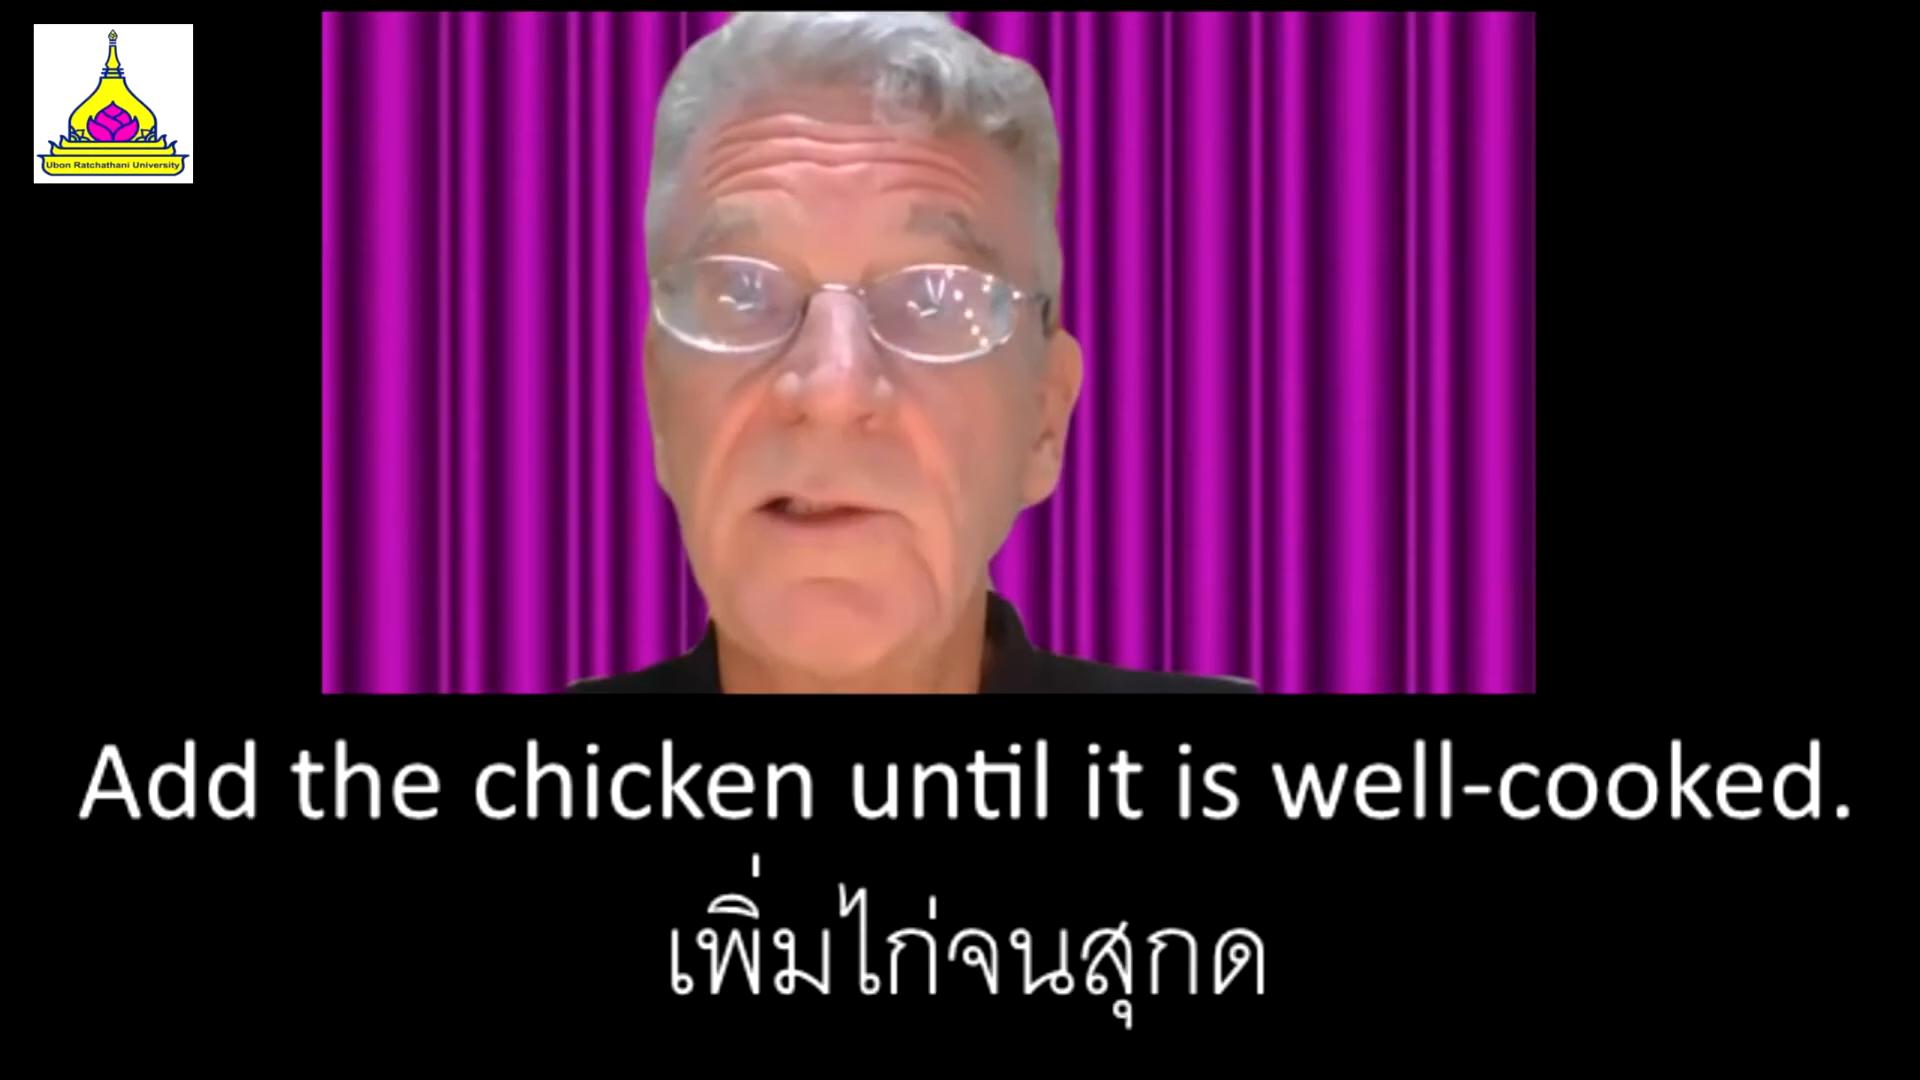 Ubon Ratchathani University
Add the chicken until it is well-cooked.
เพิ่มไก่จนสุกด